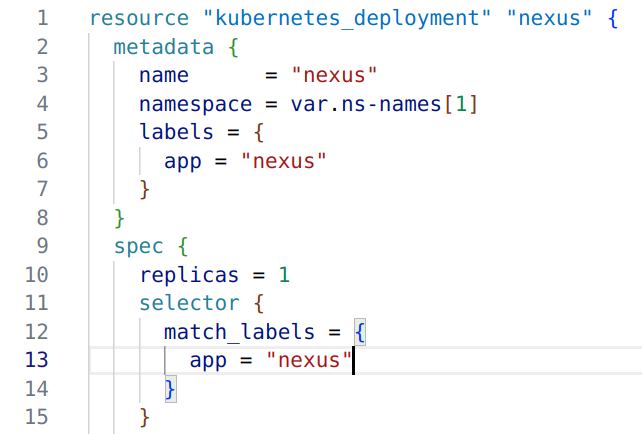 1 resource "kubernetes_deployment" "nexus" {
2   metadata {
3     name      = "nexus"
4     namespace = var.ns-names[1]
5     labels = {
6       app = "nexus"
7     }
8   }
9   spec {
10     replicas = 1
11     selector {
12       match_labels = {
13         app = "nexus"
14       }
15     }